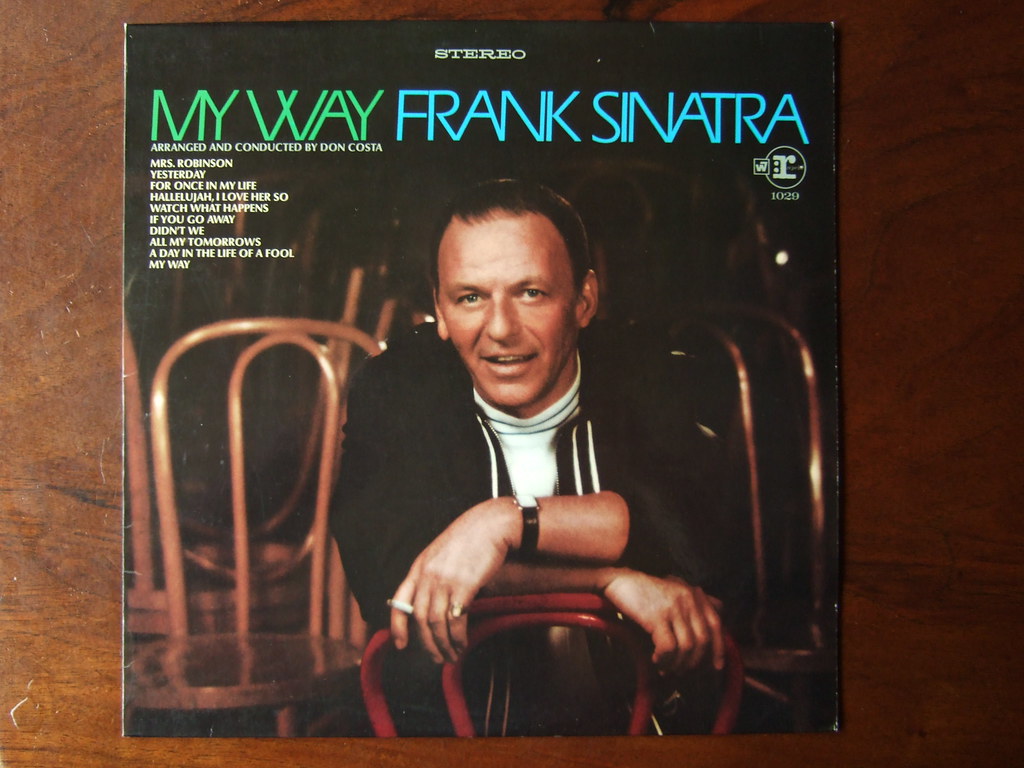 STEREO
MY WAY FRANK SINATRA
ARRANGED AND CONDUCTED BY DON COSTA
MRS. ROBINSON
YESTERDAY
FOR ONCE IN MY LIFE
HALLELUJAH, I LOVE HER SO
WATCH WHAT HAPPENS
IF YOU GO AWAY
DIDN'T WE
ALL MY TOMORROWS
A DAY IN THE LIFE OF A FOOL
MY WAY
W r
1029